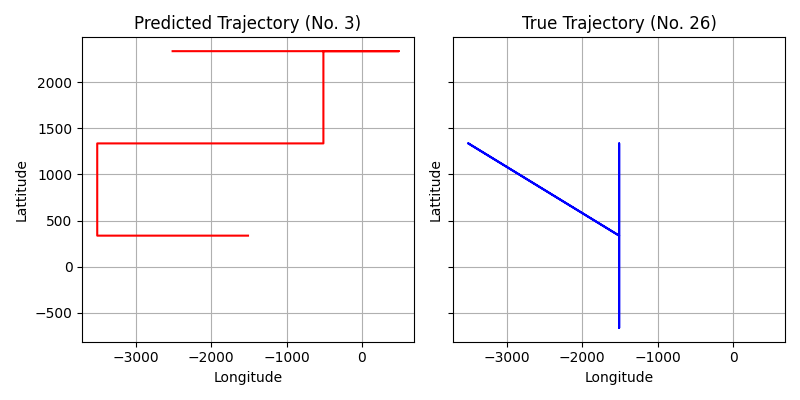 Predicted Trajectory (No. 3)
True Trajectory (No. 26)
Lattitude
2000
1500
1000
500
0
−500
−3000
−2000
−1000
0
Longitude
Lattitude
−3000
−2000
−1000
0
Longitude